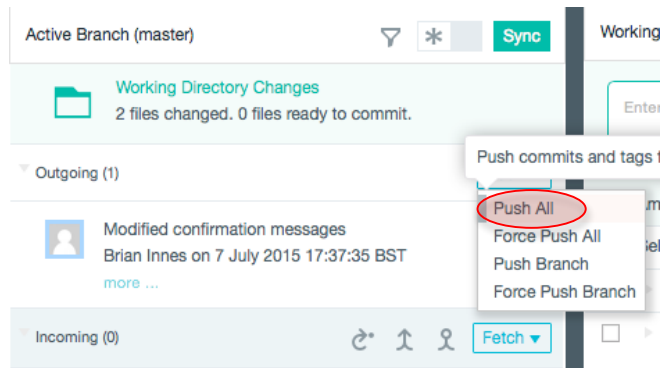 Active Branch (master)
Sync
Working
Working Directory Changes
2 files changed. 0 files ready to commit.
Enter
Push commits and tags f
Outgoing (1)
Push All
Force Push All
Push Branch
Force Push Branch
Modified confirmation messages
Brian Innes on 7 July 2015 17:37:35 BST
more ...
Incoming (0)
Fetch